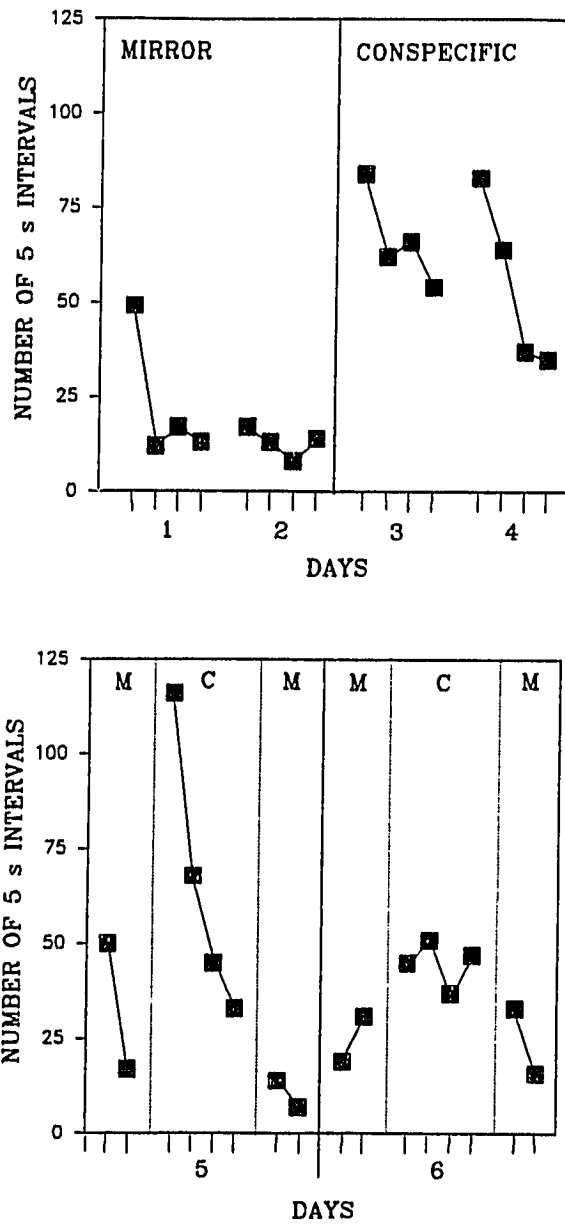 125
MIRROR CONSPECIFIC
100
75
50
25
0
NUMBER OF 5 s INTERVALS
1 2 3 4
DAYS
125
M C M M C M
100
75
50
25
0
NUMBER OF 5 s INTERVALS
5 6
DAYS